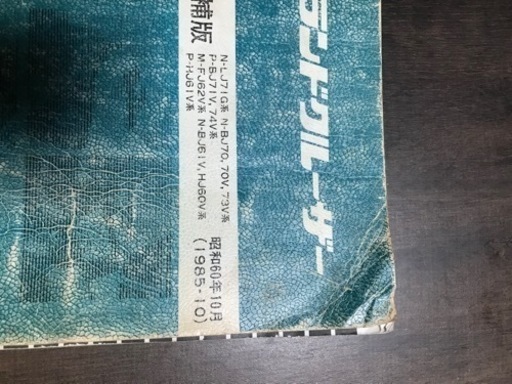 ランドクルーザー
補版
N-LJ71G系 N-BJ70,70V,73V系
P-BJ71V,74V系
M-FJ62V系 N-BJ61V,HJ60V系
P-HJ61V系
昭和60年10月
(1985-10)